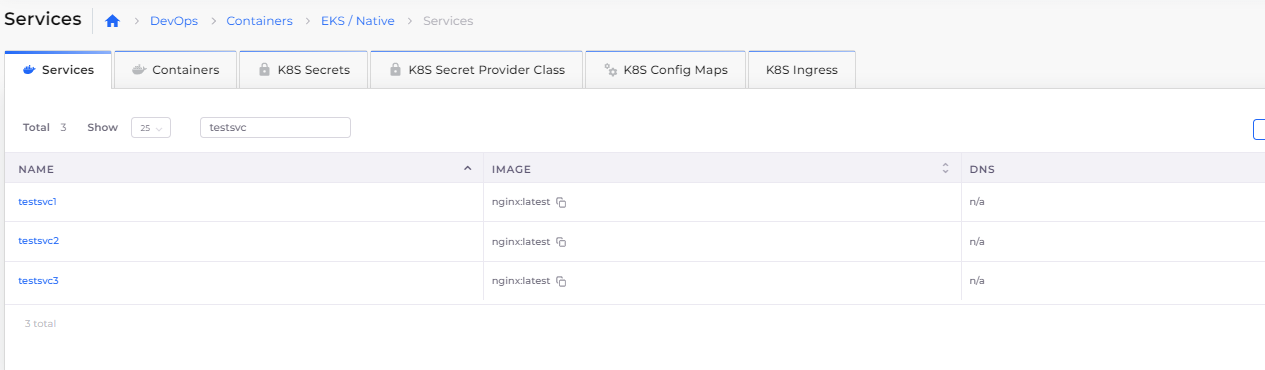 Services DevOps > Containers > EKS / Native > Services
Services Containers K8S Secrets K8S Secret Provider Class K8S Config Maps K8S Ingress
Total 3 Show 25 testsvc
NAME IMAGE DNS
testsvc1 nginx:latest n/a
testsvc2 nginx:latest n/a
testsvc3 nginx:latest n/a
3 total